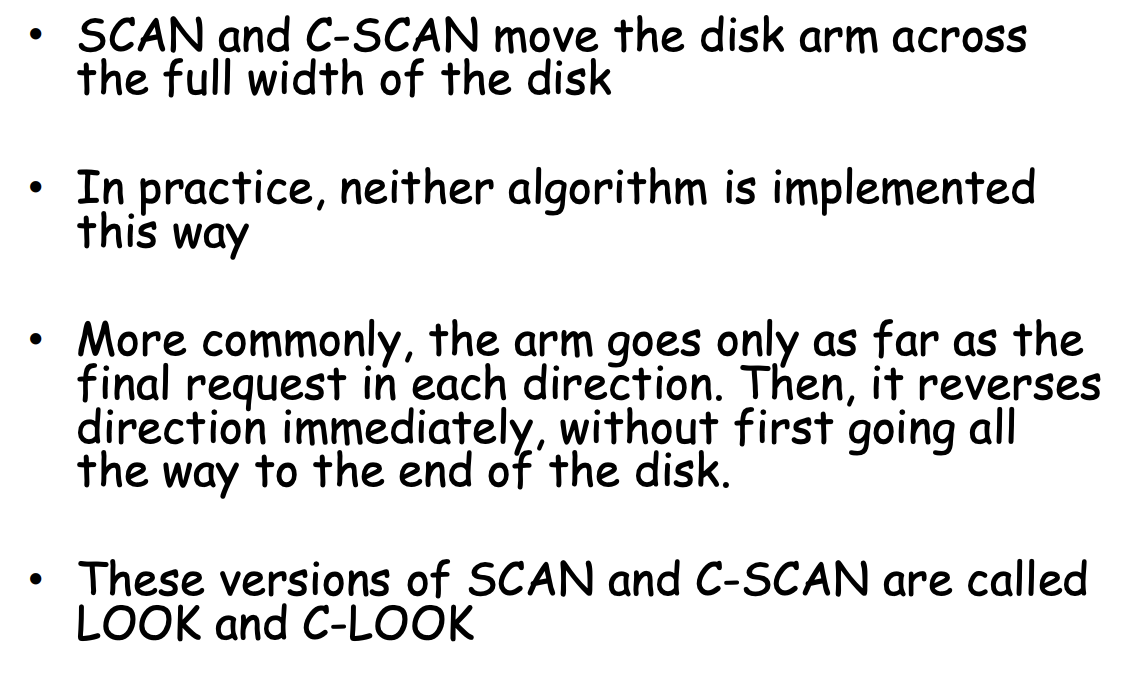 • SCAN and C-SCAN move the disk arm across
the full width of the disk
• In practice, neither algorithm is implemented
this way
• More commonly, the arm goes only as far as the
final request in each direction. Then, it reverses
direction immediately, without first going all
the way to the end of the disk.
• These versions of SCAN and C-SCAN are called
LOOK and C-LOOK